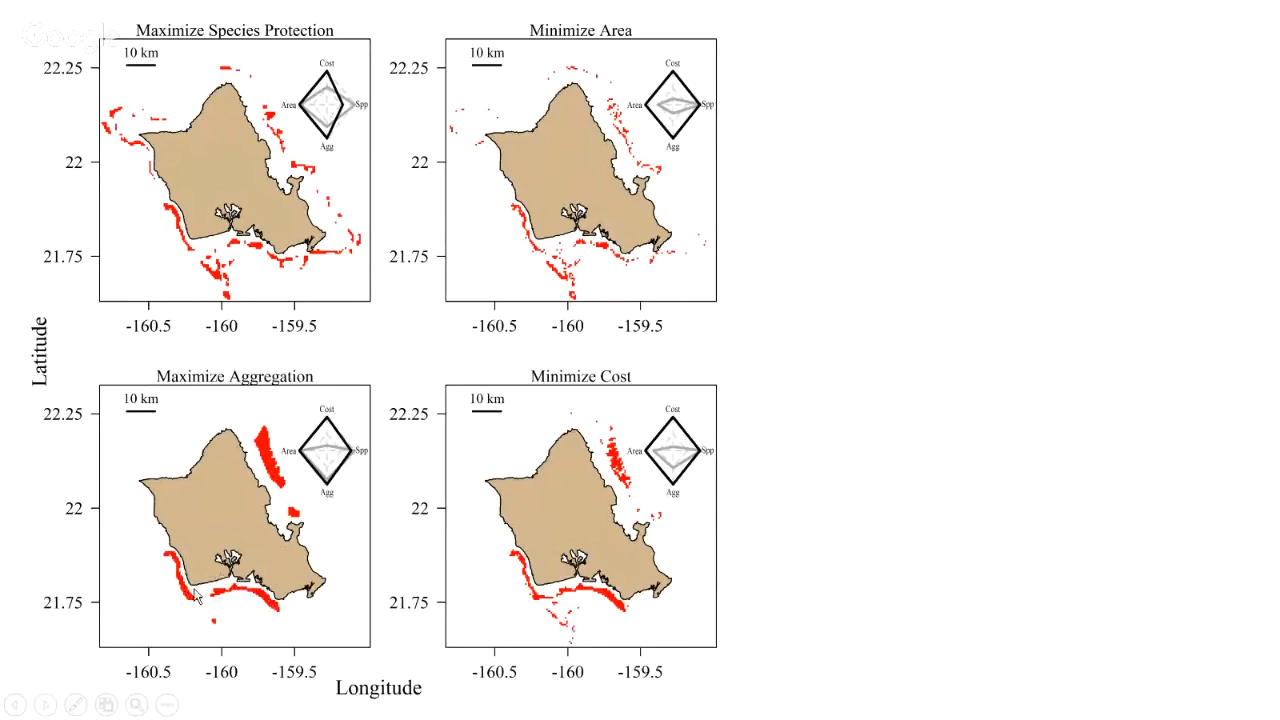 Google
Maximize Species Protection
10 km
22.25
22
21.75
-160.5 -160 -159.5
Cost
Area
Spp
Agg
Minimize Area
10 km
22.25
22
21.75
-160.5 -160 -159.5
Cost
Area
Spp
Agg
Maximize Aggregation
10 km
22.25
22
21.75
-160.5 -160 -159.5
Cost
Area
Spp
Agg
Minimize Cost
10 km
22.25
22
21.75
-160.5 -160 -159.5
Cost
Area
Spp
Agg
Latitude
Longitude